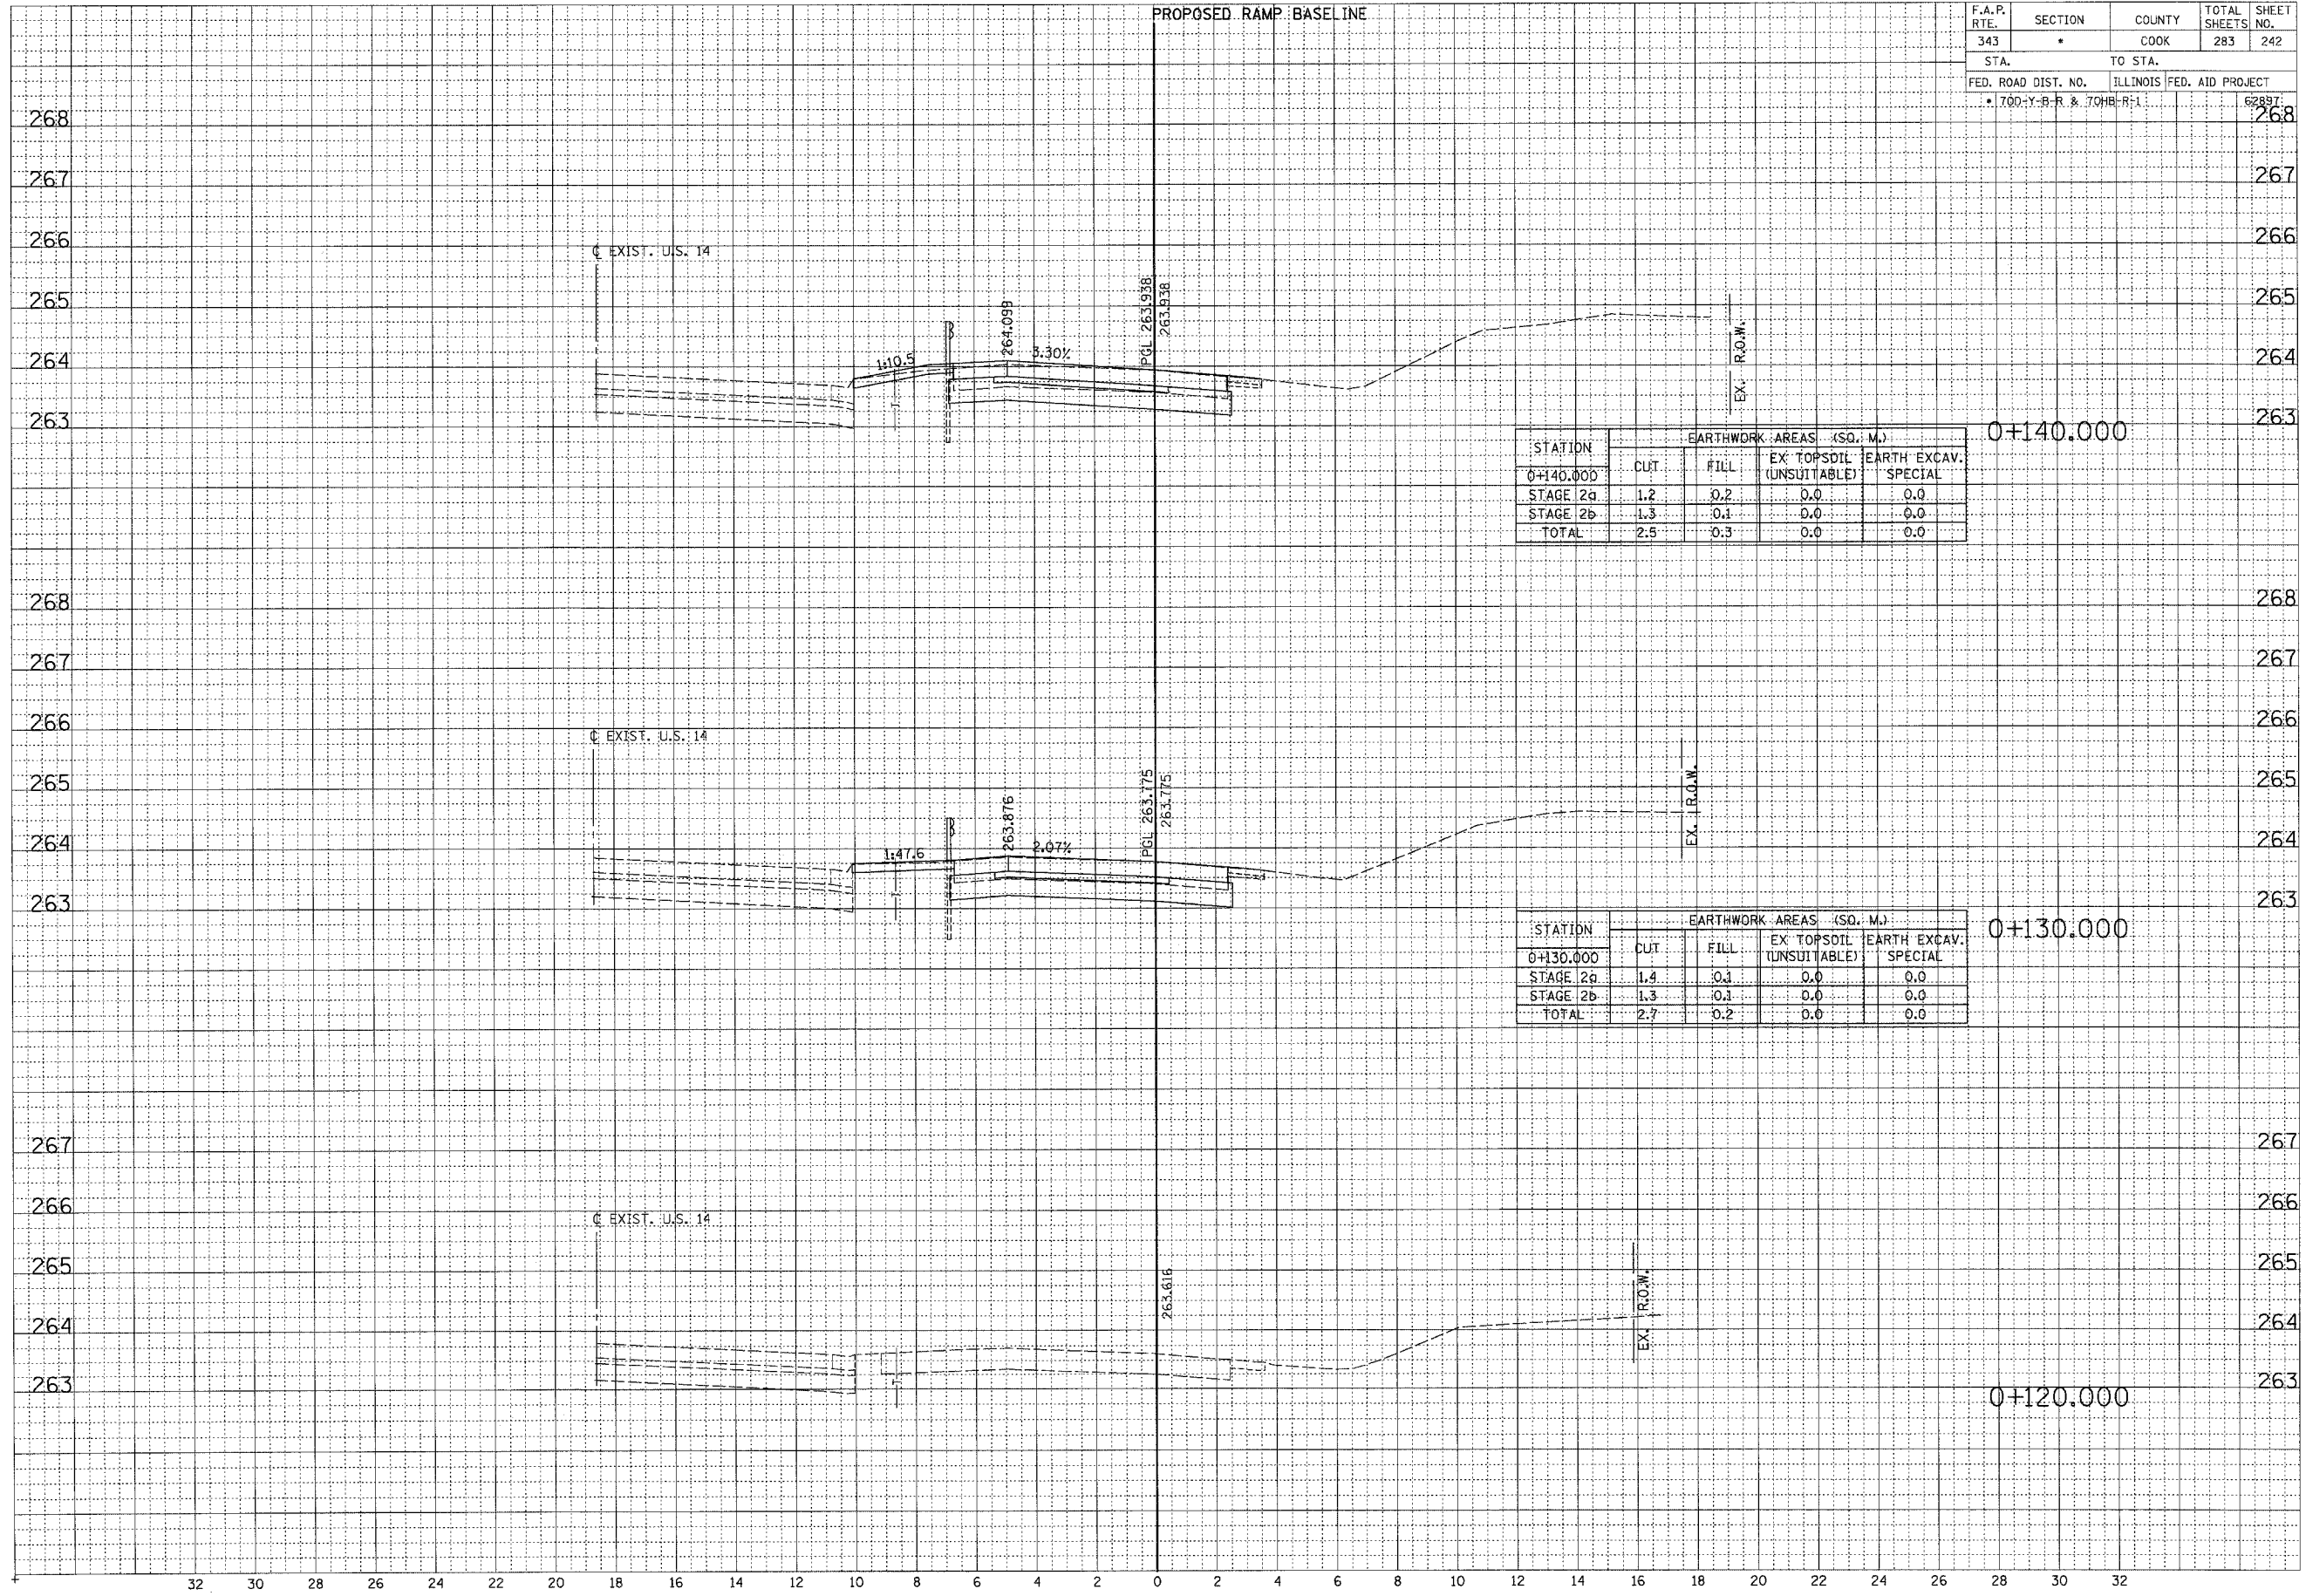 PROPOSED RAMP BASELINE
F.A.P. RTE. SECTION COUNTY TOTAL SHEETS SHEET NO.
343 * COOK 283 242
STA. TO STA.
FED. ROAD DIST. NO. ILLINOIS FED. AID PROJECT
* 70D-Y-B-R & 70HB-R-1 62897
268 268
267 267
266 266
℄ EXIST. U.S. 14
265 265
264 264
263 263
1:10.5
264.099
3.30%
PGL 263.938
263.938
EX. R.O.W.
0+140.000
STATION EARTHWORK AREAS (SQ. M.)
0+140.000 CUT FILL EX TOPSOIL (UNSUITABLE) EARTH EXCAV. SPECIAL
STAGE 2a 1.2 0.2 0.0 0.0
STAGE 2b 1.3 0.1 0.0 0.0
TOTAL 2.5 0.3 0.0 0.0
268 268
267 267
266 266
℄ EXIST. U.S. 14
265 265
264 264
263 263
1:47.6
263.876
2.07%
PGL 263.775
263.775
EX. R.O.W.
0+130.000
STATION EARTHWORK AREAS (SQ. M.)
0+130.000 CUT FILL EX TOPSOIL (UNSUITABLE) EARTH EXCAV. SPECIAL
STAGE 2a 1.4 0.1 0.0 0.0
STAGE 2b 1.3 0.1 0.0 0.0
TOTAL 2.7 0.2 0.0 0.0
267 267
266 266
℄ EXIST. U.S. 14
265 265
264 264
263 263
263.616
EX. R.O.W.
0+120.000
32 30 28 26 24 22 20 18 16 14 12 10 8 6 4 2 0 2 4 6 8 10 12 14 16 18 20 22 24 26 28 30 32